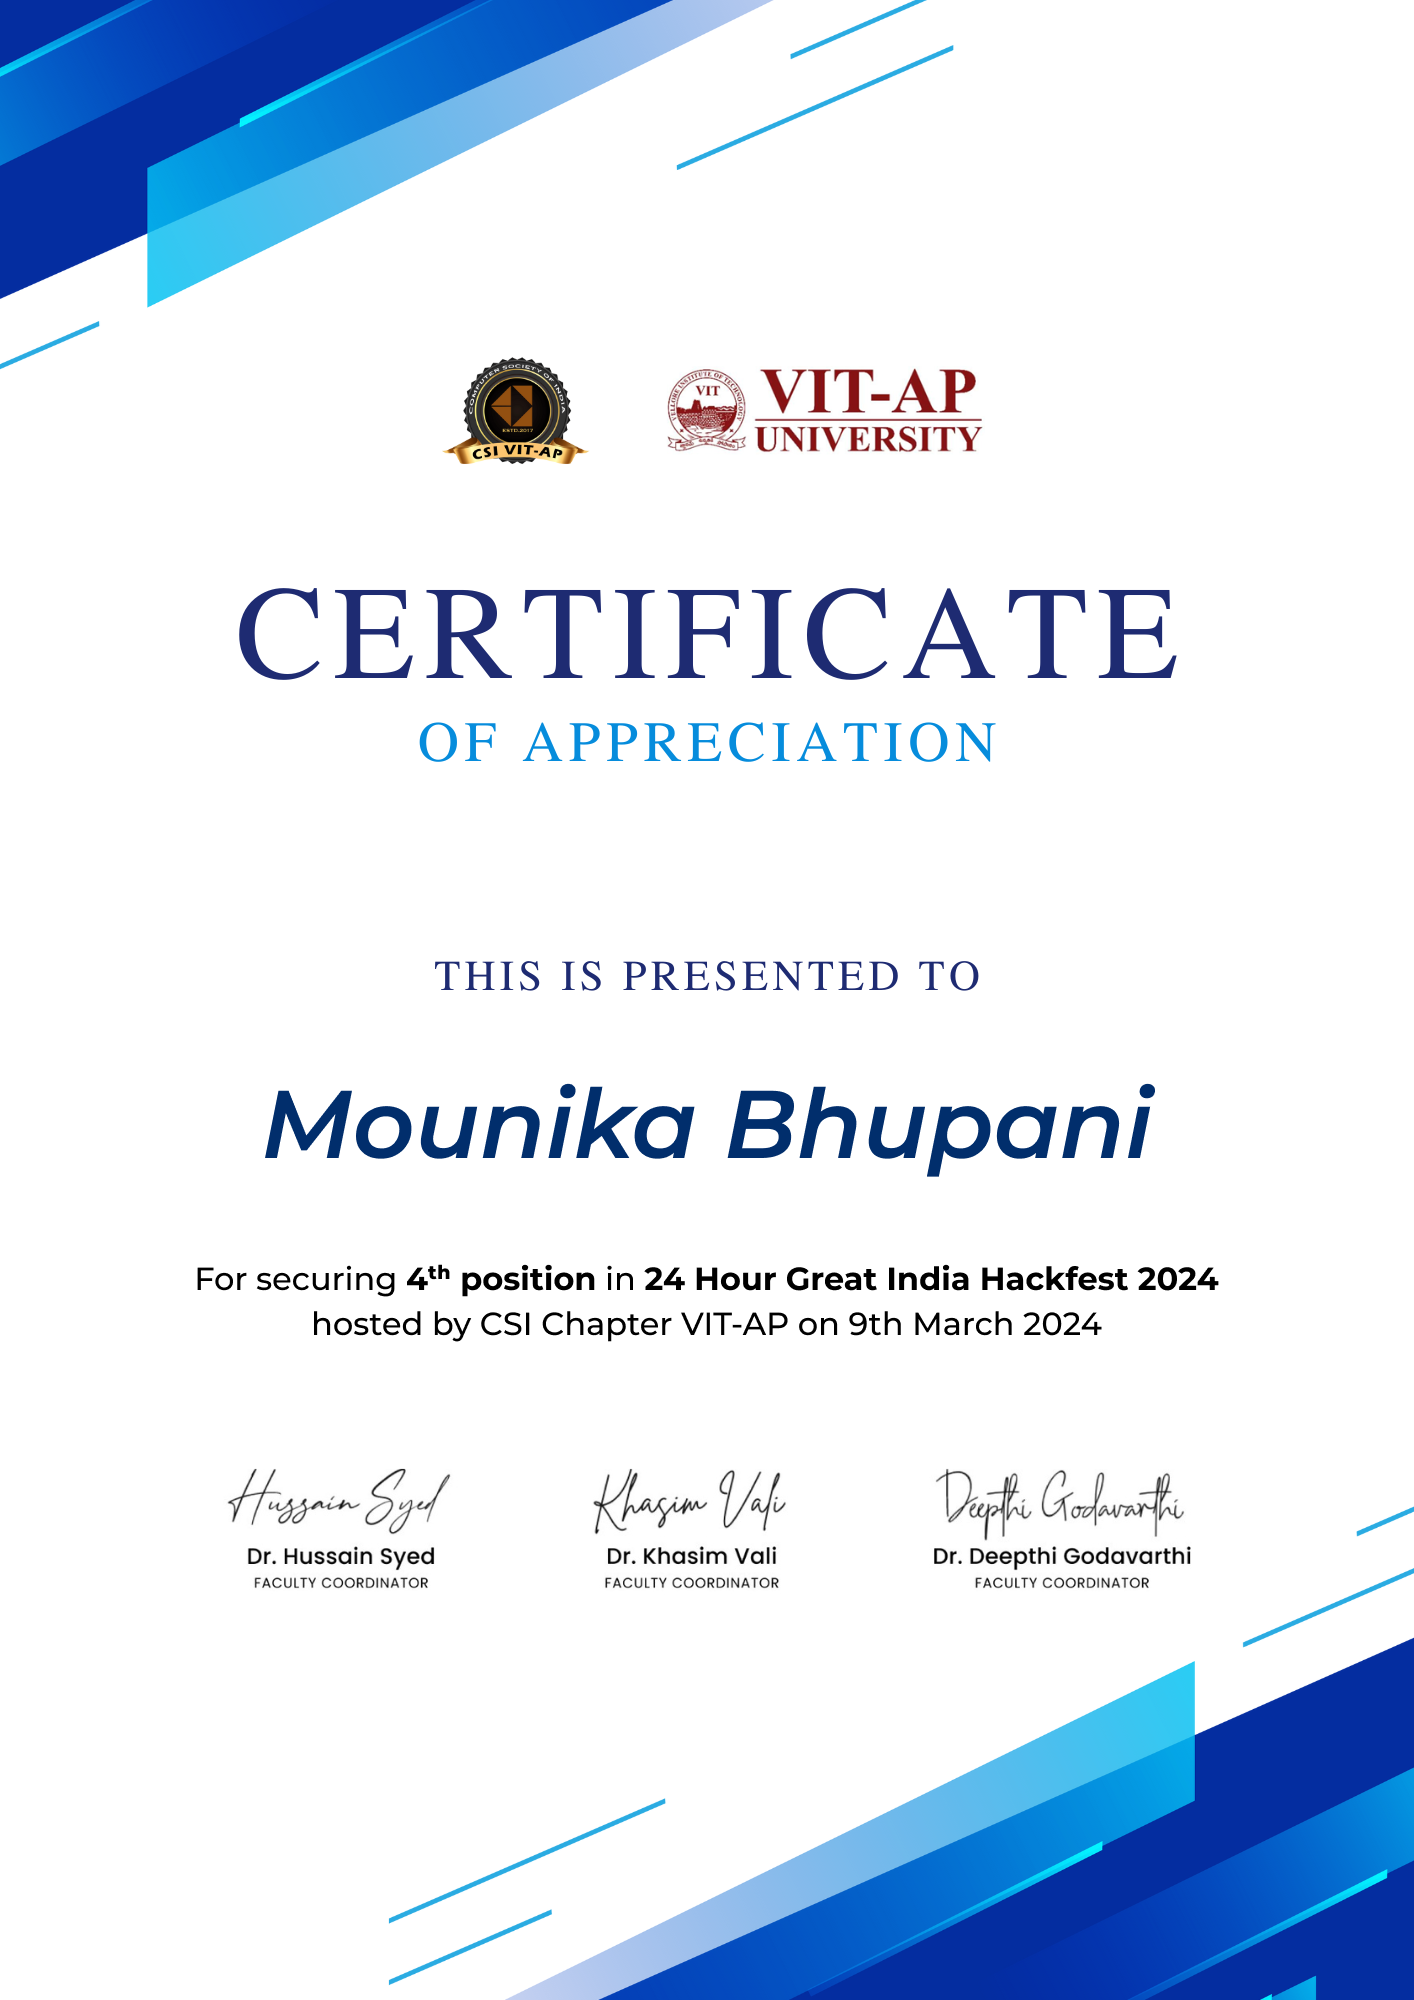 COMPUTER SOCIETY OF INDIA
ESTD.2017
CSI VIT-AP
VELLORE INSTITUTE OF TECHNOLOGY
VIT
VIT-AP
UNIVERSITY
CERTIFICATE
OF APPRECIATION
THIS IS PRESENTED TO
Mounika Bhupani
For securing 4th position in 24 Hour Great India Hackfest 2024
hosted by CSI Chapter VIT-AP on 9th March 2024
Hussain Syed
Khasim Vali
Deepthi Godavarthi
Dr. Hussain Syed
Dr. Khasim Vali
Dr. Deepthi Godavarthi
FACULTY COORDINATOR
FACULTY COORDINATOR
FACULTY COORDINATOR